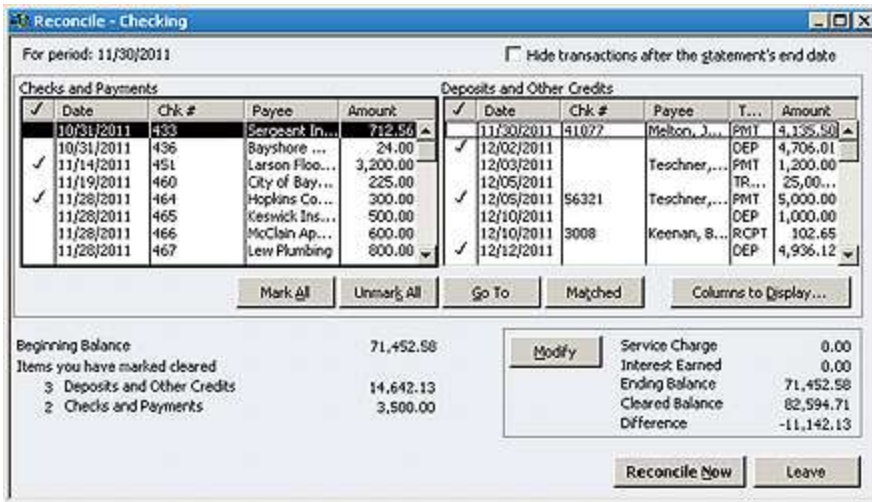 Reconcile - Checking
For period: 11/30/2011
Hide transactions after the statement's end date
Checks and Payments
✓ Date Chk # Payee Amount
10/31/2011 433 Sergeant In... 712.56
10/31/2011 436 Bayshore ... 24.00
✓ 11/14/2011 451 Larson Floo... 3,200.00
11/19/2011 460 City of Bay... 225.00
✓ 11/28/2011 464 Hopkins Co... 300.00
11/28/2011 465 Keswick Ins... 500.00
11/28/2011 466 McClain Ap... 600.00
11/28/2011 467 Lew Plumbing 800.00
Deposits and Other Credits
✓ Date Chk # Payee T... Amount
11/30/2011 41077 Melton, J... PMT 4,135.50
✓ 12/02/2011 DEP 4,706.01
12/03/2011 Teschner,... PMT 1,200.00
12/05/2011 TR... 25,00...
✓ 12/05/2011 56321 Teschner,... PMT 5,000.00
12/10/2011 DEP 1,000.00
12/10/2011 3008 Keenan, B... RCPT 102.65
✓ 12/12/2011 DEP 4,936.12
Mark All Unmark All Go To Matched Columns to Display...
Beginning Balance 71,452.58
Items you have marked cleared
3 Deposits and Other Credits 14,642.13
2 Checks and Payments 3,500.00
Modify
Service Charge 0.00
Interest Earned 0.00
Ending Balance 71,452.58
Cleared Balance 82,594.71
Difference -11,142.13
Reconcile Now Leave